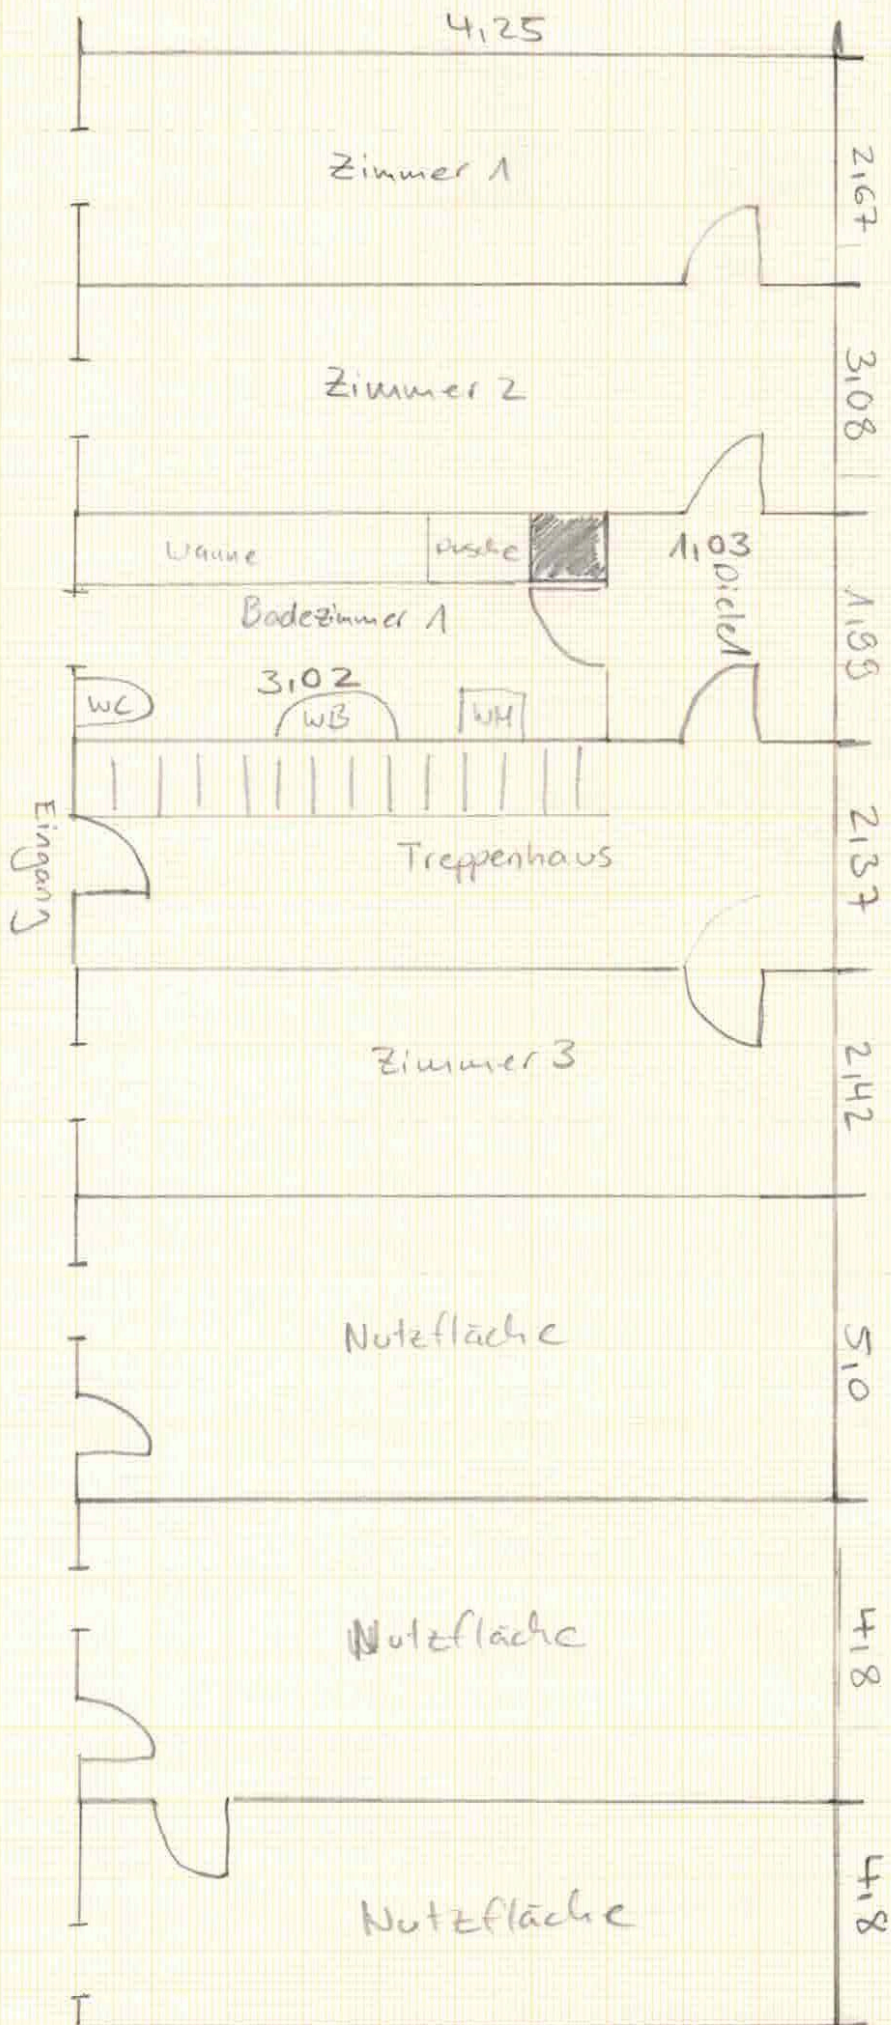 4,25
Zimmer 1
2,67
Zimmer 2
3,08
Wanne
Dusche
1,03
Diele 1
Badezimmer 1
1,99
3,02
WC
WB
WM
Eingang
Treppenhaus
2,37
Zimmer 3
2,42
Nutzfläche
5,0
Nutzfläche
4,8
Nutzfläche
4,8